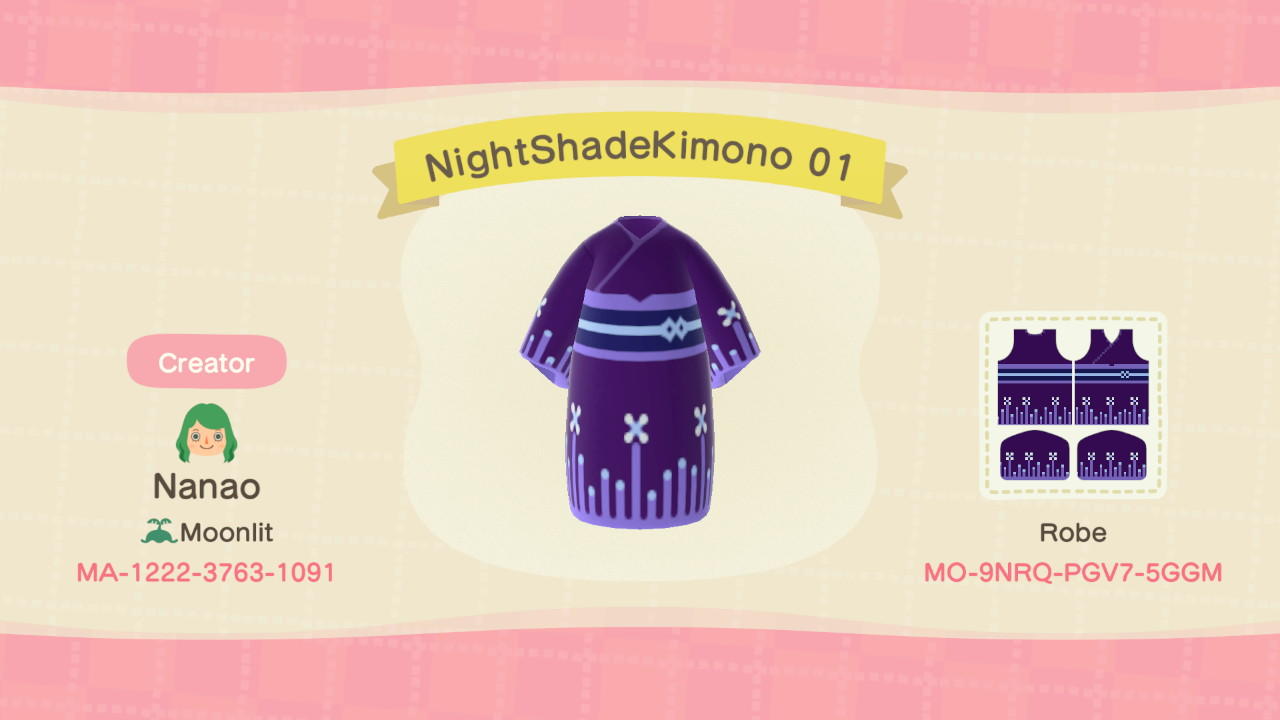 NightShadeKimono 01
Creator
Nanao
Moonlit
MA-1222-3763-1091
Robe
MO-9NRQ-PGV7-5GGM